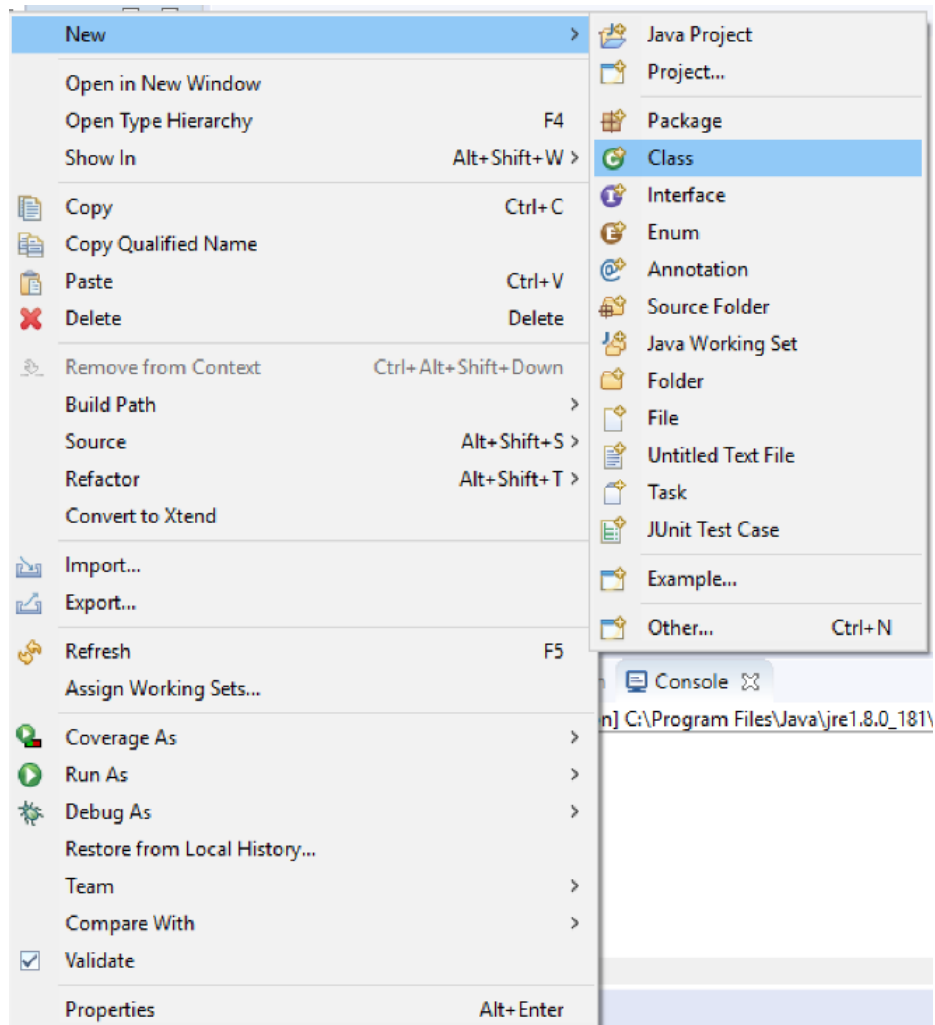 New
Open in New Window
Open Type Hierarchy F4
Show In Alt+Shift+W >
Copy Ctrl+C
Copy Qualified Name
Paste Ctrl+V
Delete Delete
Remove from Context Ctrl+Alt+Shift+Down
Build Path >
Source Alt+Shift+S >
Refactor Alt+Shift+T >
Convert to Xtend
Import...
Export...
Refresh F5
Assign Working Sets...
Coverage As >
Run As >
Debug As >
Restore from Local History...
Team >
Compare With >
Validate
Properties Alt+Enter
Java Project
Project...
Package
Class
Interface
Enum
Annotation
Source Folder
Java Working Set
Folder
File
Untitled Text File
Task
JUnit Test Case
Example...
Other... Ctrl+N
Console
n] C:\Program Files\Java\jre1.8.0_181\